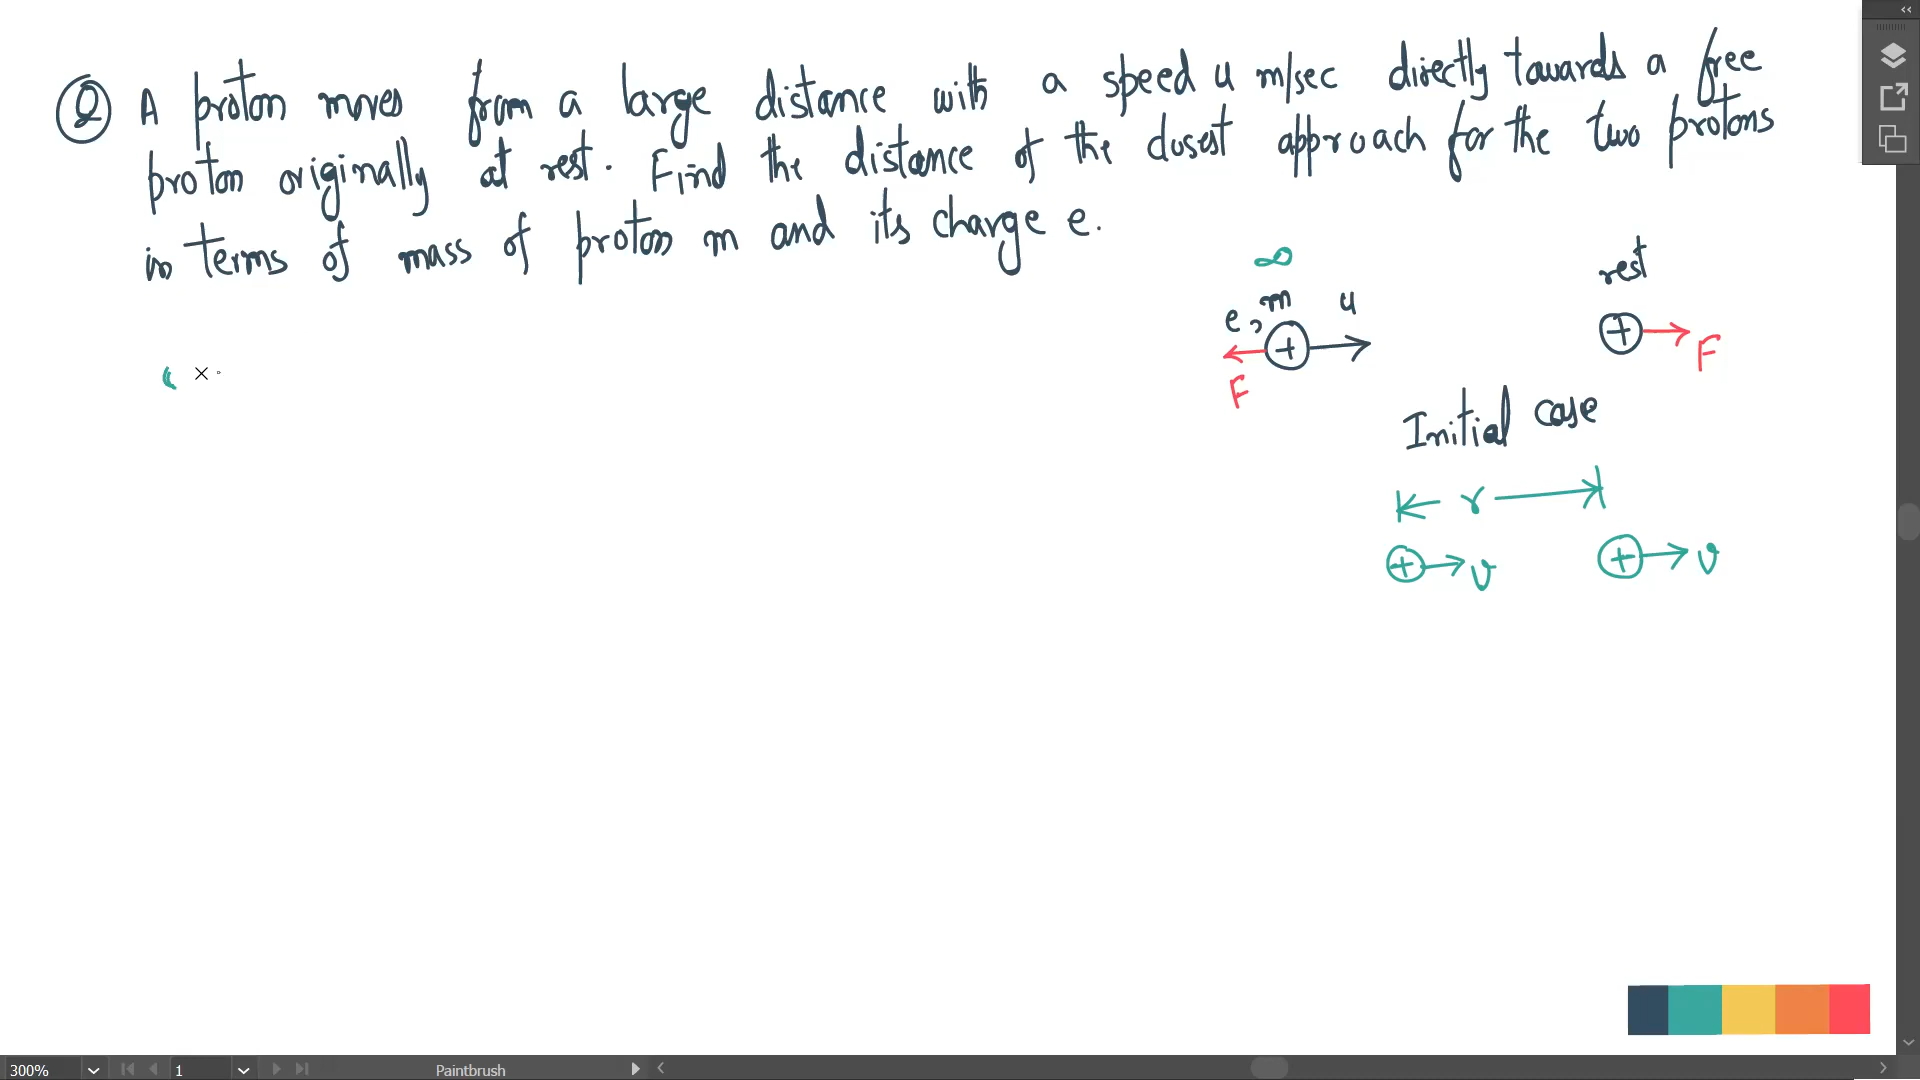 Q A proton moves from a large distance with a speed u m/sec directly towards a free
proton originally at rest. Find the distance of the closest approach for the two protons
in terms of mass of proton m and its charge e.
∞
rest
e, m u
+ +
F F
Initial case
r
+ v + v
300% 1 Paintbrush